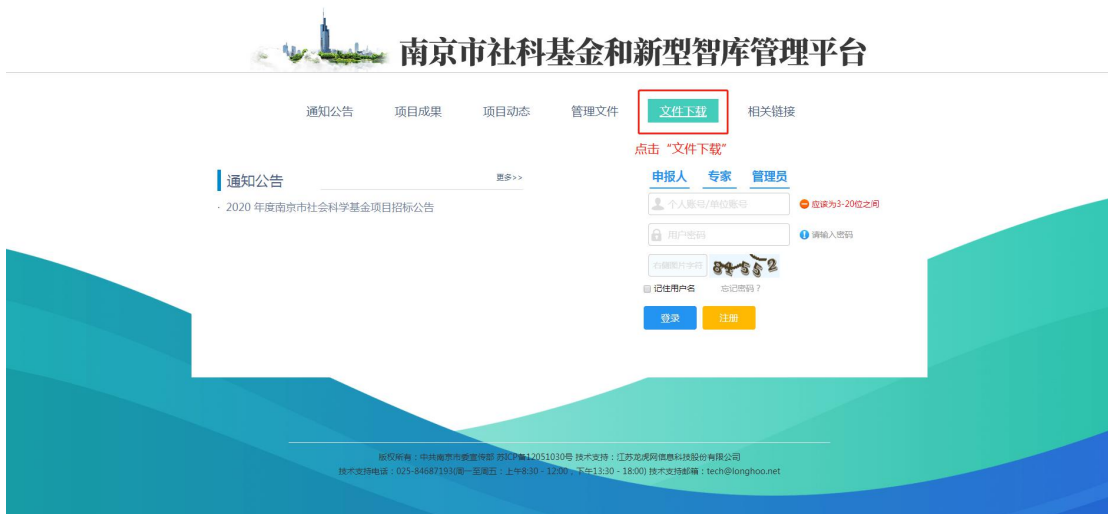 南京市社科基金和新型智库管理平台
通知公告 项目成果 项目动态 管理文件 文件下载 相关链接
点击“文件下载”
通知公告 更多>>
· 2020 年度南京市社会科学基金项目招标公告
申报人 专家 管理员
个人账号/单位账号 应该为3-20位之间
用户密码 请输入密码
右侧图片字符 84552
记住用户名 忘记密码？
登录 注册
版权所有：中共南京市委宣传部 苏ICP备12051030号 技术支持：江苏龙虎网信息科技股份有限公司
技术支持电话：025-84687193(周一至周五：上午8:30 - 12:00，下午13:30 - 18:00) 技术支持邮箱：tech@longhoo.net